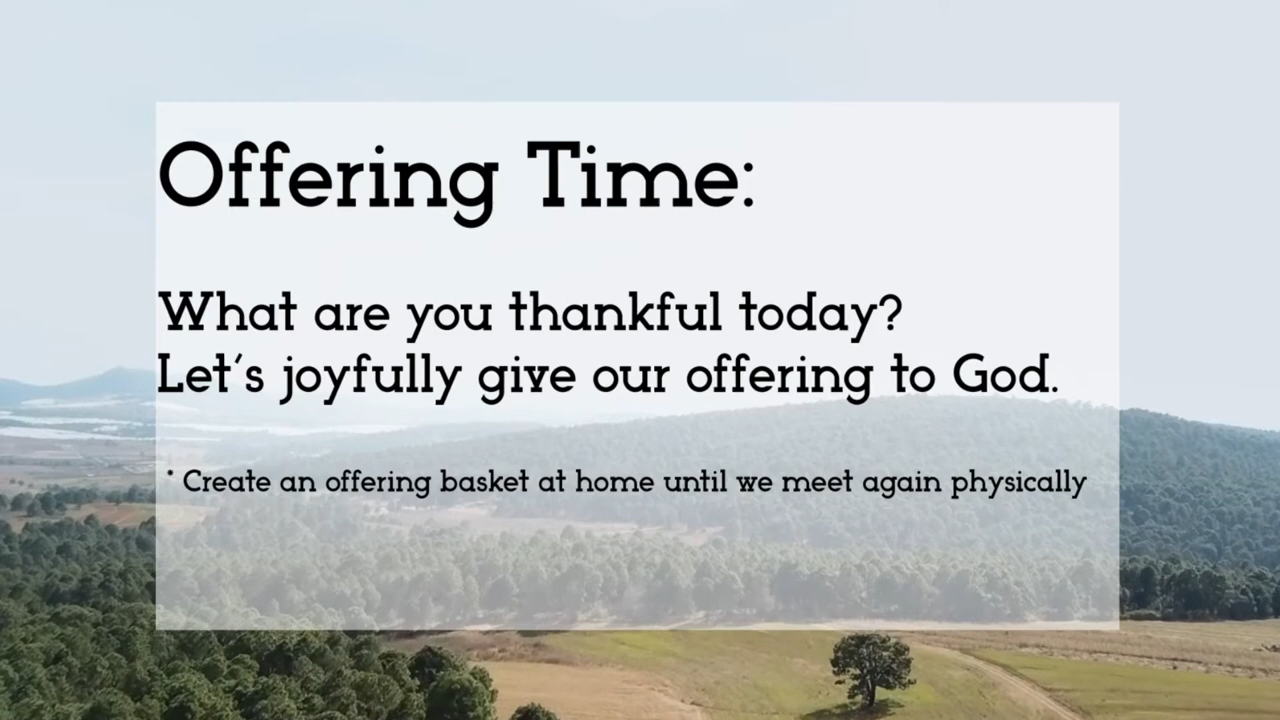 Offering Time:
What are you thankful today?
Let's joyfully give our offering to God.
* Create an offering basket at home until we meet again physically